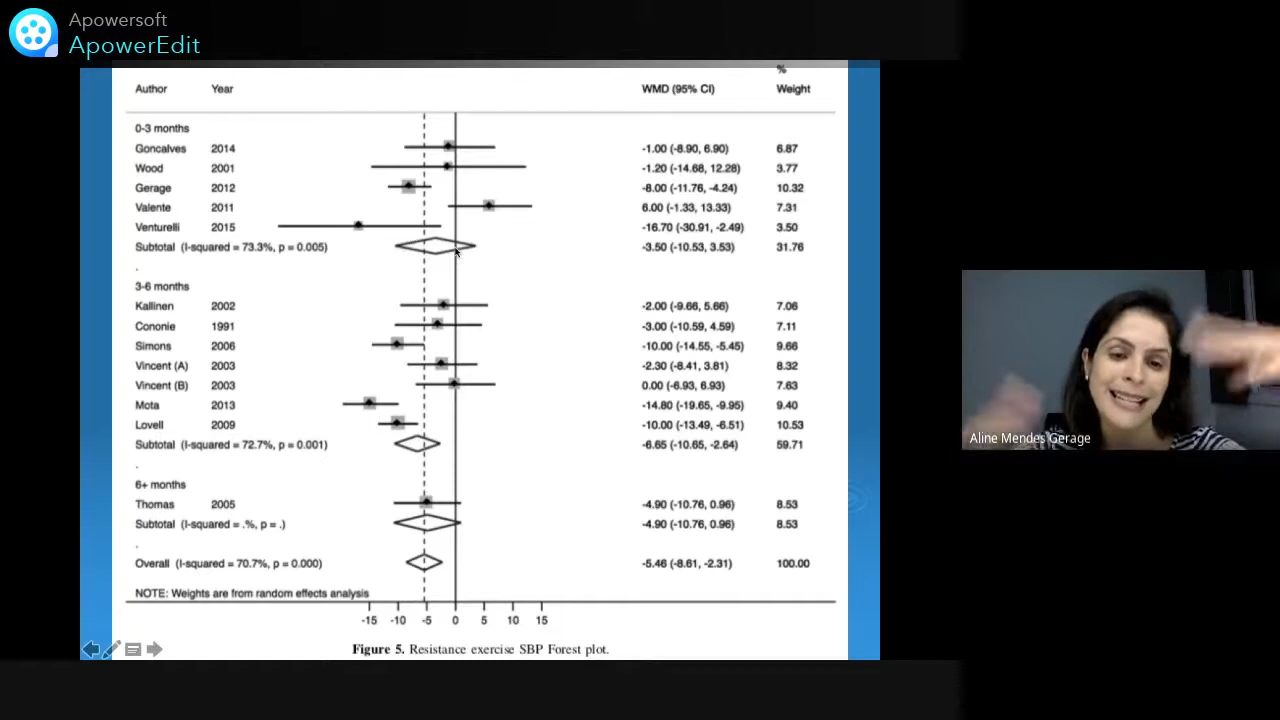 Apowersoft
ApowerEdit
%
Author Year WMD (95% CI) Weight
0-3 months
Goncalves 2014 -1.00 (-8.90, 6.90) 6.87
Wood 2001 -1.20 (-14.68, 12.28) 3.77
Gerage 2012 -8.00 (-11.76, -4.24) 10.32
Valente 2011 6.00 (-1.33, 13.33) 7.31
Venturelli 2015 -16.70 (-30.91, -2.49) 3.50
Subtotal (I-squared = 73.3%, p = 0.005) -3.50 (-10.53, 3.53) 31.76
.
3-6 months
Kallinen 2002 -2.00 (-9.66, 5.66) 7.06
Cononie 1991 -3.00 (-10.59, 4.59) 7.11
Simons 2006 -10.00 (-14.55, -5.45) 9.66
Vincent (A) 2003 -2.30 (-8.41, 3.81) 8.32
Vincent (B) 2003 0.00 (-6.93, 6.93) 7.63
Mota 2013 -14.80 (-19.65, -9.95) 9.40
Lovell 2009 -10.00 (-13.49, -6.51) 10.53
Subtotal (I-squared = 72.7%, p = 0.001) -6.65 (-10.65, -2.64) 59.71
.
6+ months
Thomas 2005 -4.90 (-10.76, 0.96) 8.53
Subtotal (I-squared = .%, p = .) -4.90 (-10.76, 0.96) 8.53
.
Overall (I-squared = 70.7%, p = 0.000) -5.46 (-8.61, -2.31) 100.00
NOTE: Weights are from random effects analysis
-15 -10 -5 0 5 10 15
Figure 5. Resistance exercise SBP Forest plot.
Aline Mendes Gerage